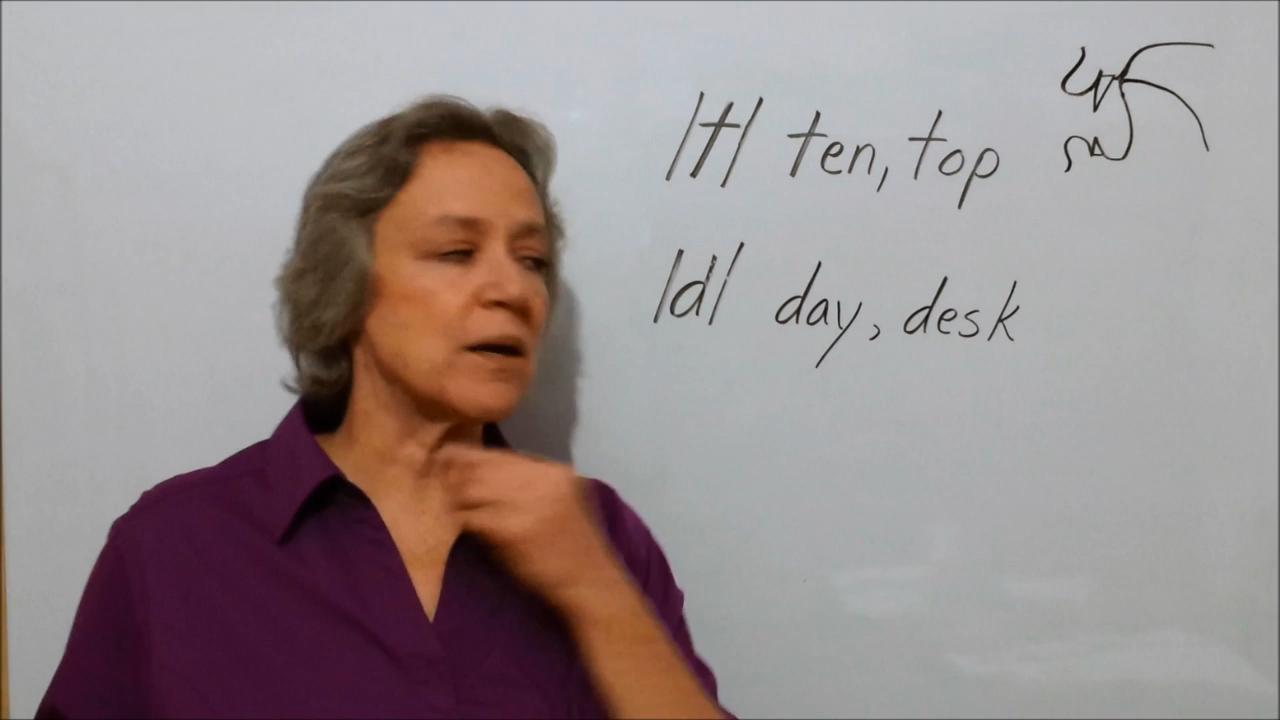 /t/ ten, top
/d/ day, desk